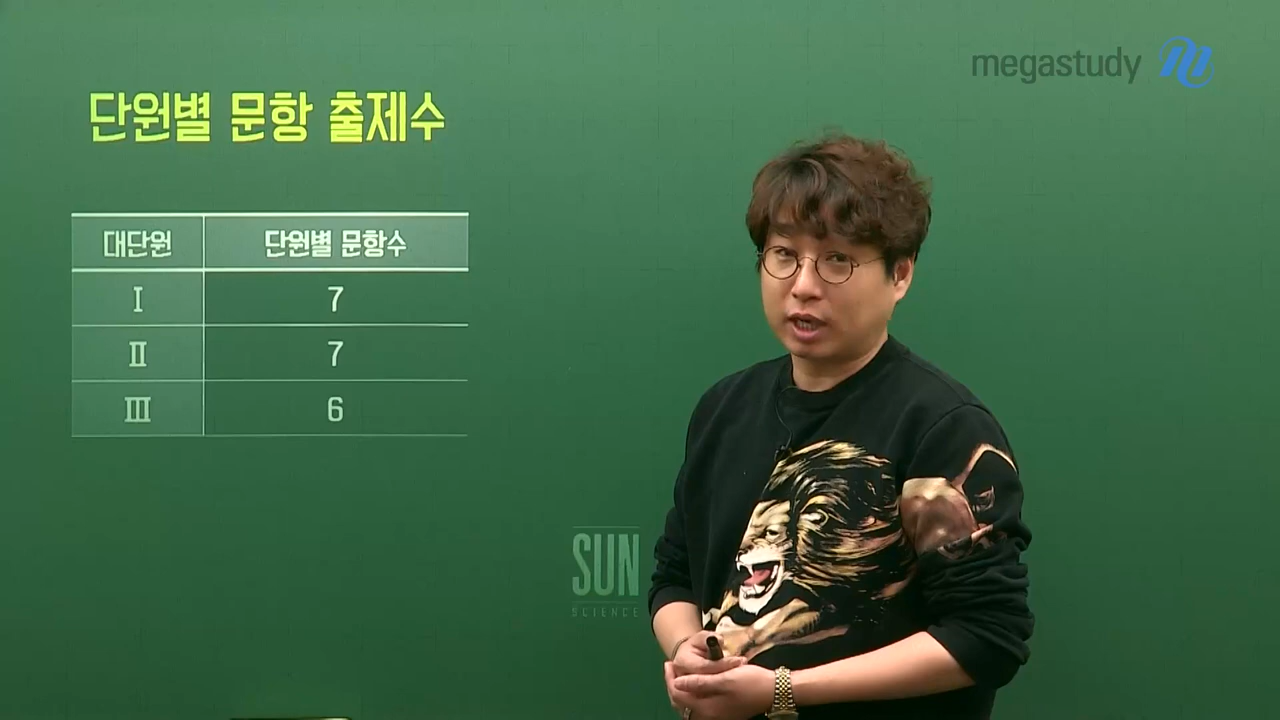 megastudy
단원별 문항 출제수
대단원 단원별 문항수
Ⅰ 7
Ⅱ 7
Ⅲ 6
SUN
SCIENCE